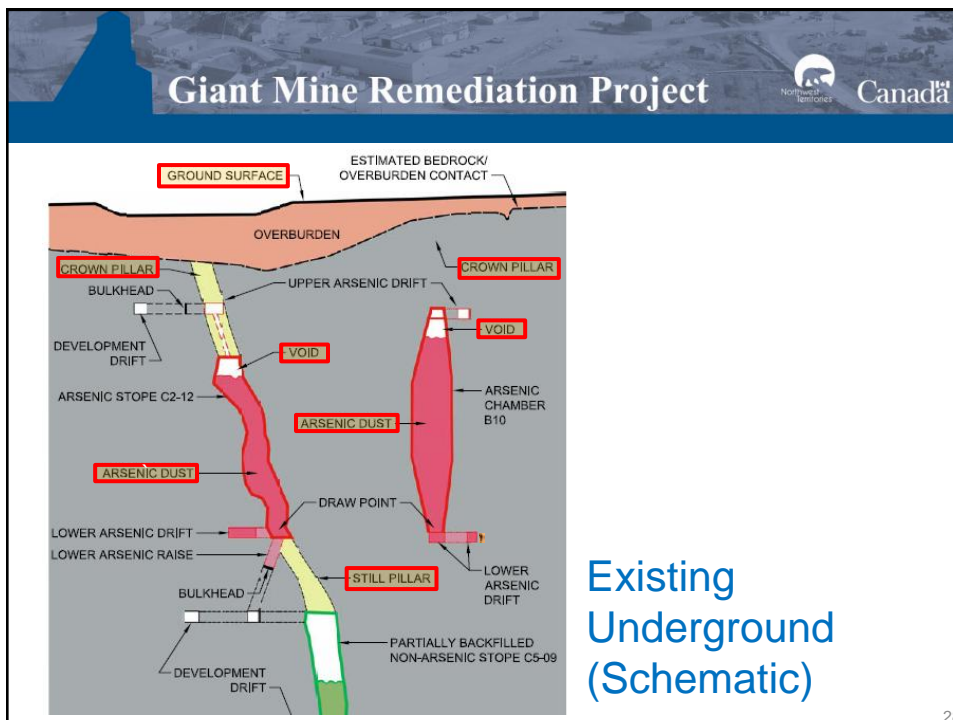 Giant Mine Remediation Project
Northwest
Territories
Canada
ESTIMATED BEDROCK/
OVERBURDEN CONTACT
GROUND SURFACE
OVERBURDEN
CROWN PILLAR
CROWN PILLAR
BULKHEAD
UPPER ARSENIC DRIFT
DEVELOPMENT
DRIFT
VOID
VOID
ARSENIC STOPE C2-12
ARSENIC
CHAMBER
B10
ARSENIC DUST
ARSENIC DUST
DRAW POINT
LOWER ARSENIC DRIFT
LOWER ARSENIC RAISE
LOWER
ARSENIC
DRIFT
STILL PILLAR
BULKHEAD
PARTIALLY BACKFILLED
NON-ARSENIC STOPE C5-09
DEVELOPMENT
DRIFT
Existing
Underground
(Schematic)